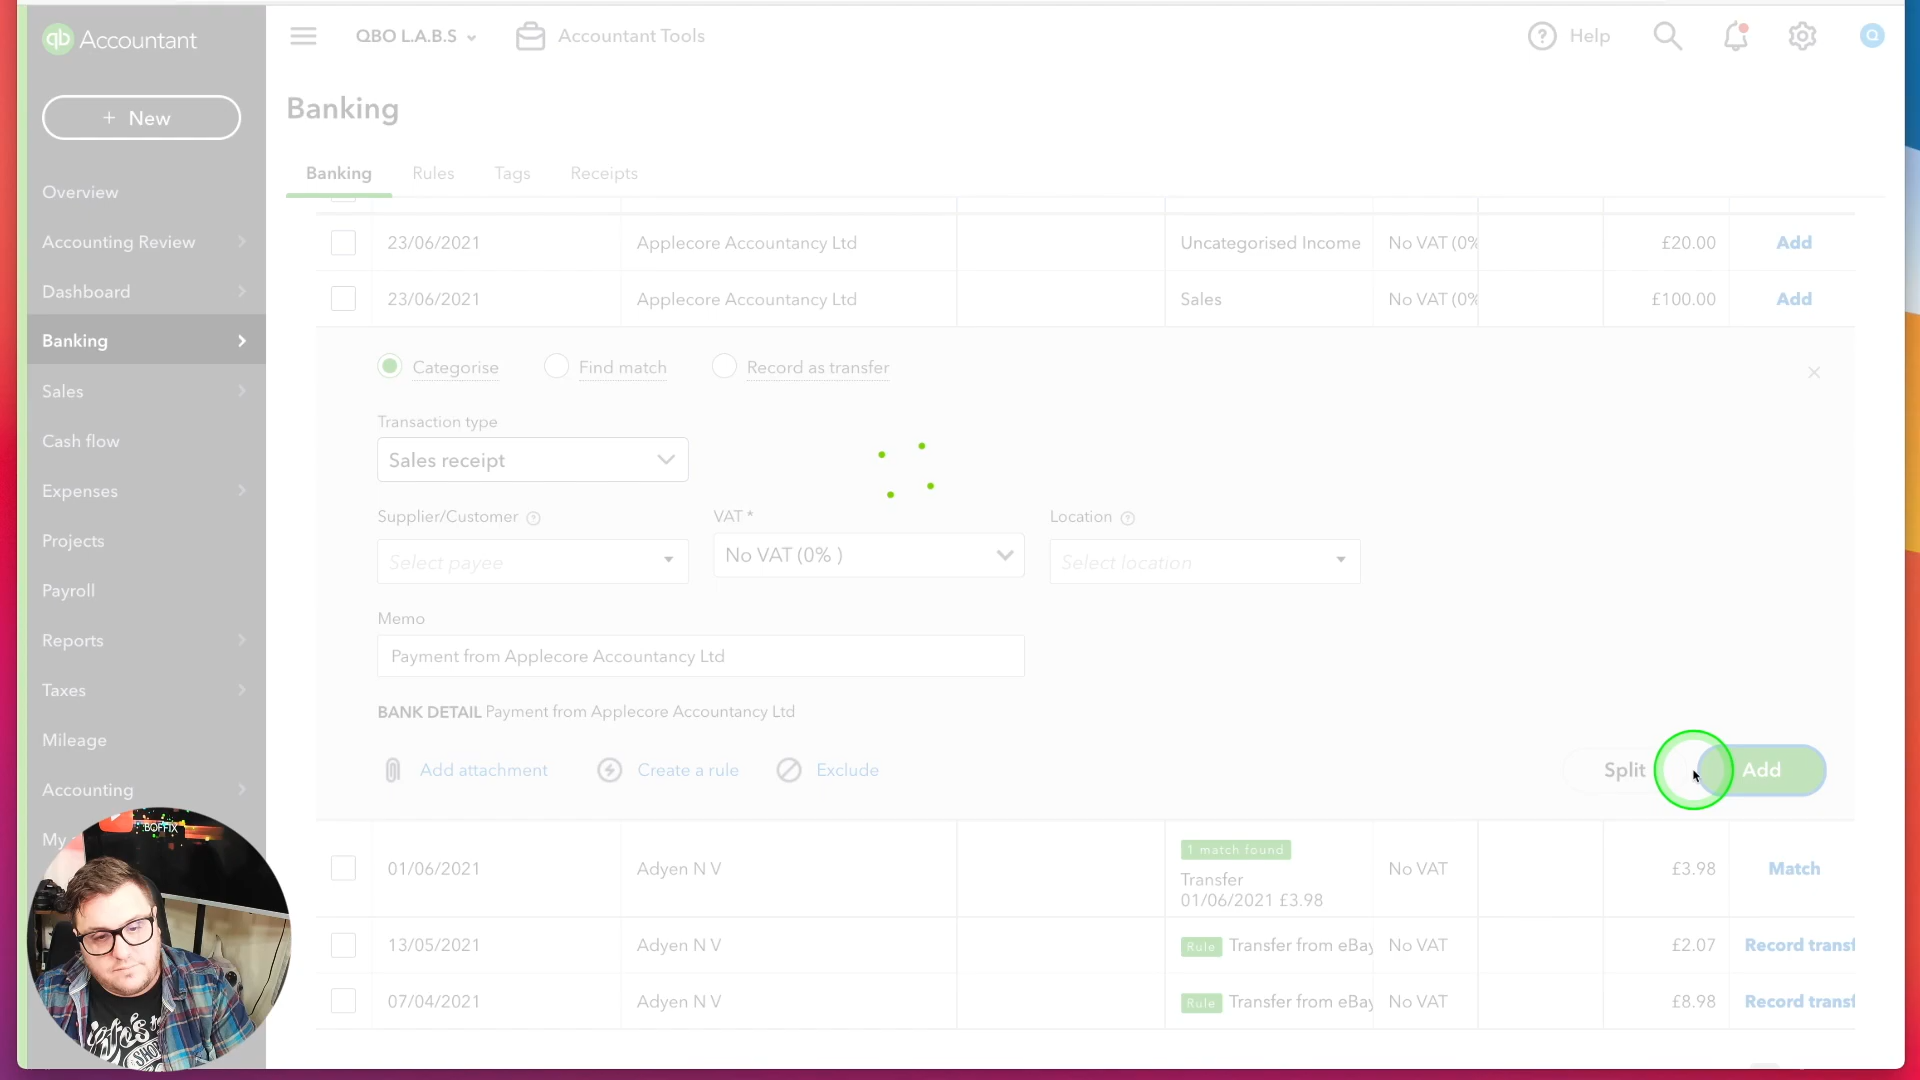 qb Accountant
QBO L.A.B.S
Accountant Tools
Help
Q
+ New
Banking
Banking Rules Tags Receipts
Overview
Accounting Review
Dashboard
Banking
Sales
Cash flow
Expenses
Projects
Payroll
Reports
Taxes
Mileage
Accounting
My
23/06/2021 Applecore Accountancy Ltd Uncategorised Income No VAT (0% £20.00 Add
23/06/2021 Applecore Accountancy Ltd Sales No VAT (0% £100.00 Add
Categorise Find match Record as transfer
Transaction type
Sales receipt
Supplier/Customer VAT * Location
Select payee No VAT (0% ) Select location
Memo
Payment from Applecore Accountancy Ltd
BANK DETAIL Payment from Applecore Accountancy Ltd
Add attachment Create a rule Exclude Split Add
1 match found
01/06/2021 Adyen N V Transfer No VAT £3.98 Match
01/06/2021 £3.98
13/05/2021 Adyen N V Rule Transfer from eBay No VAT £2.07 Record transf
07/04/2021 Adyen N V Rule Transfer from eBay No VAT £8.98 Record transf
BOFFIX